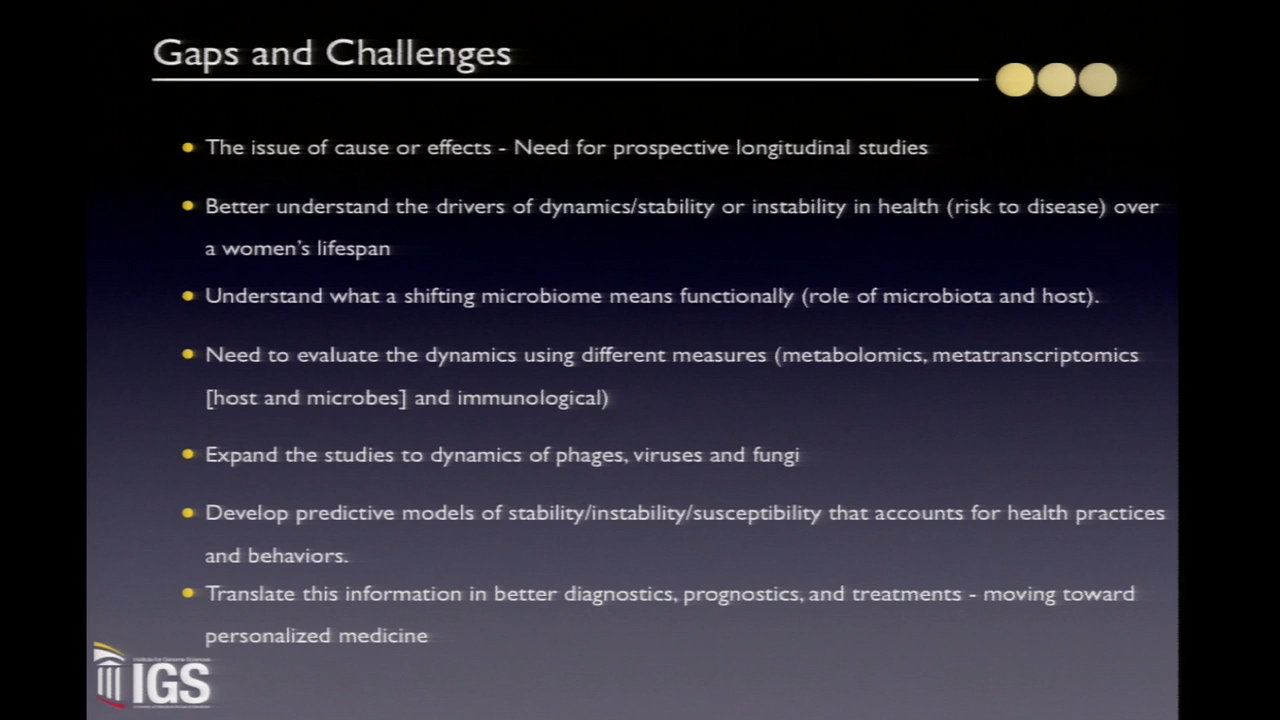 Gaps and Challenges
The issue of cause or effects - Need for prospective longitudinal studies
Better understand the drivers of dynamics/stability or instability in health (risk to disease) over
a women's lifespan
Understand what a shifting microbiome means functionally (role of microbiota and host).
Need to evaluate the dynamics using different measures (metabolomics, metatranscriptomics
[host and microbes] and immunological)
Expand the studies to dynamics of phages, viruses and fungi
Develop predictive models of stability/instability/susceptibility that accounts for health practices
and behaviors.
Translate this information in better diagnostics, prognostics, and treatments - moving toward
personalized medicine
Institute for Genome Sciences
IGS